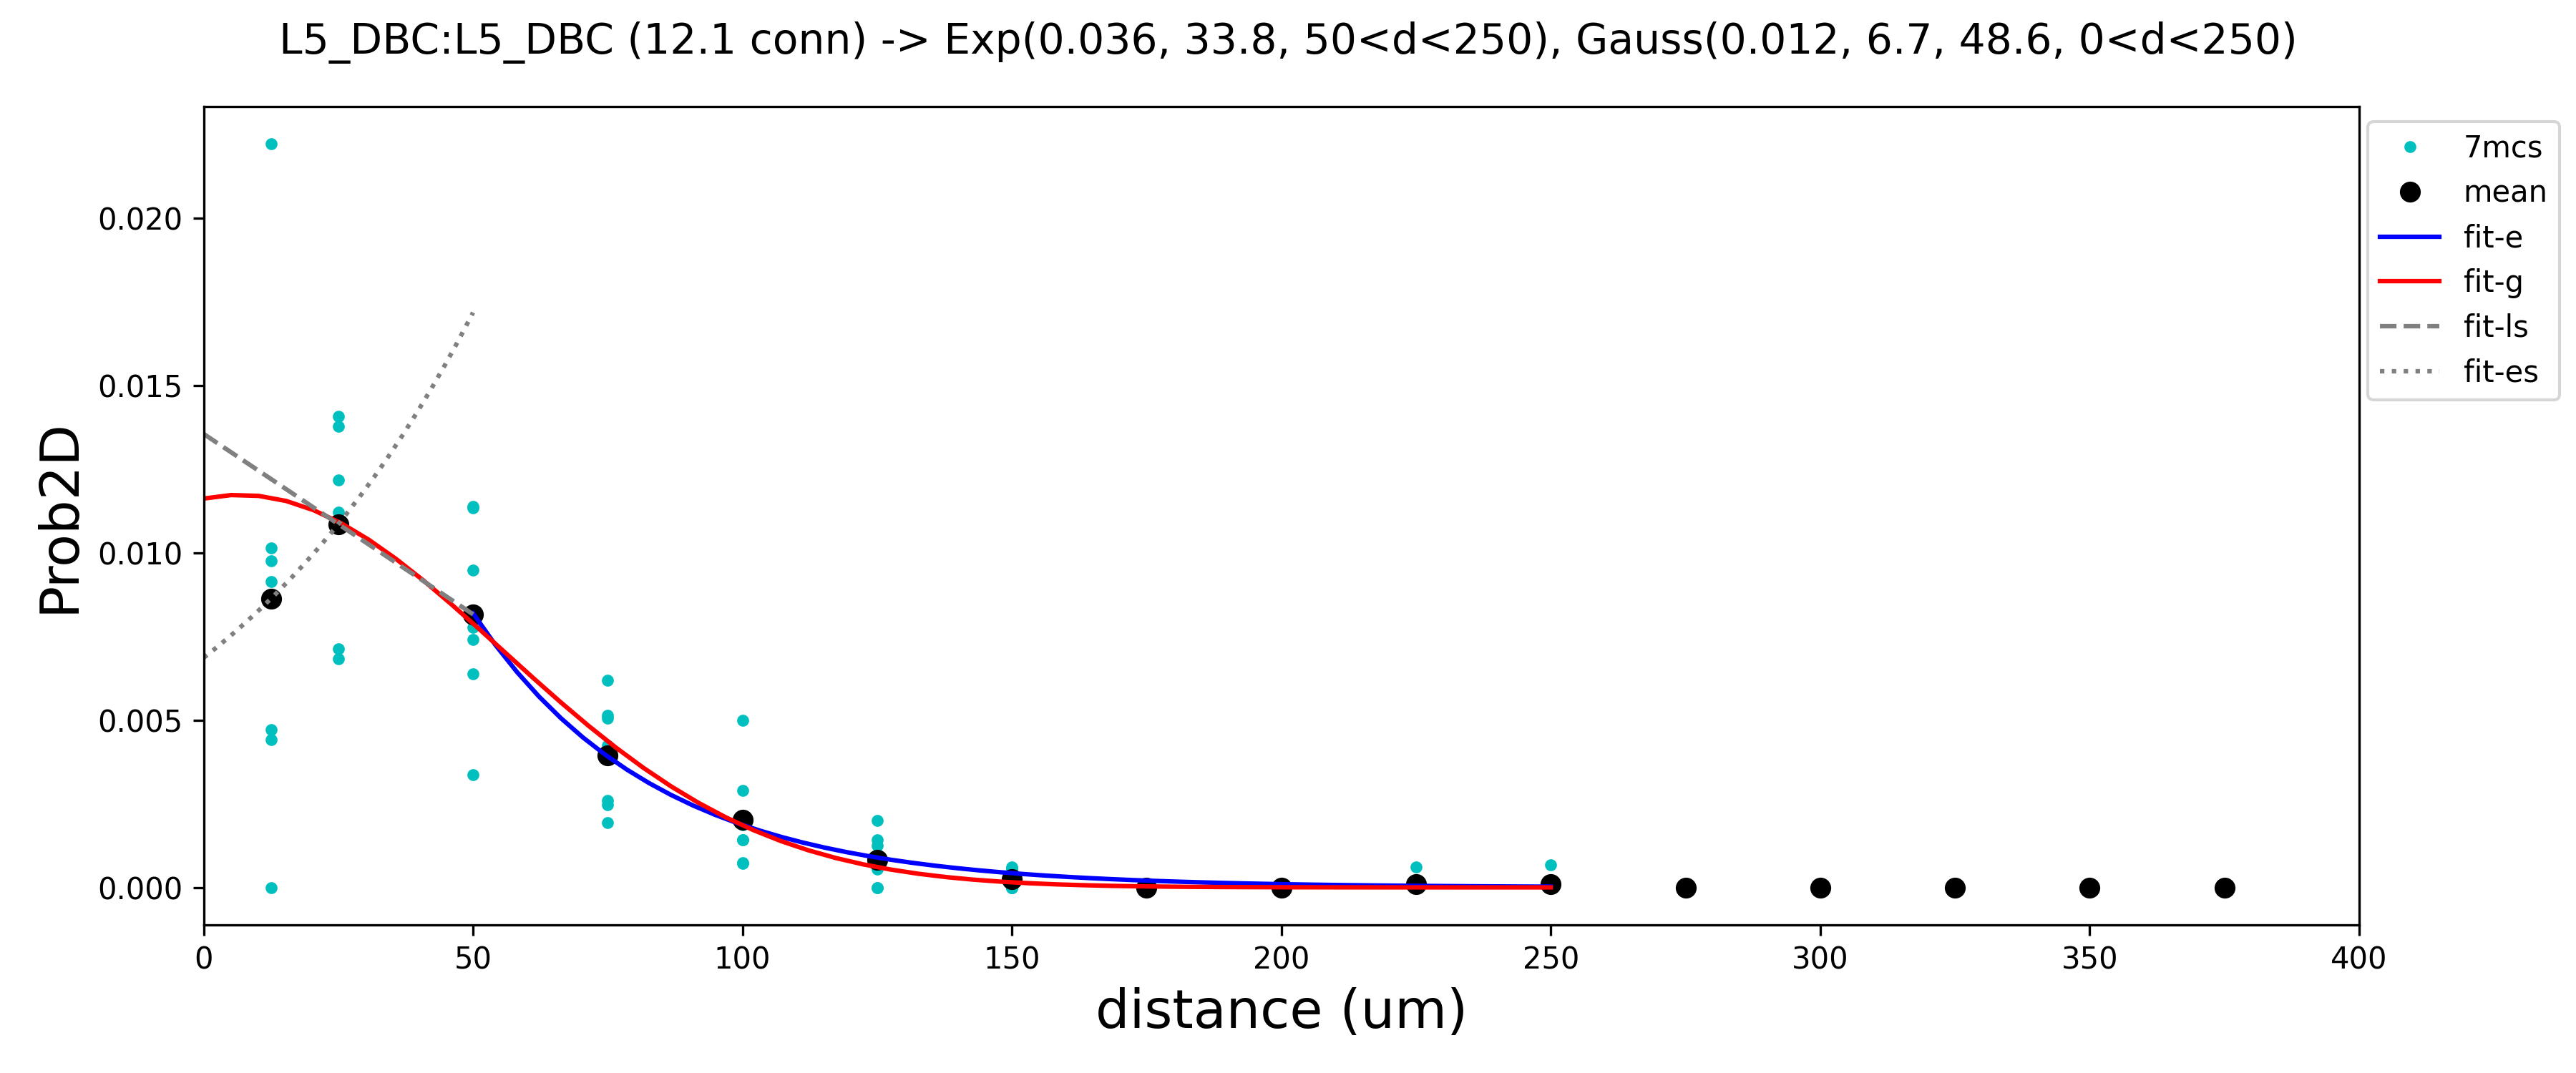 L5_DBC:L5_DBC (12.1 conn) -> Exp(0.036, 33.8, 50<d<250), Gauss(0.012, 6.7, 48.6, 0<d<250)
7mcs
mean
fit-e
fit-g
fit-ls
fit-es
Prob2D
0.020
0.015
0.010
0.005
0.000
0 50 100 150 200 250 300 350 400
distance (um)